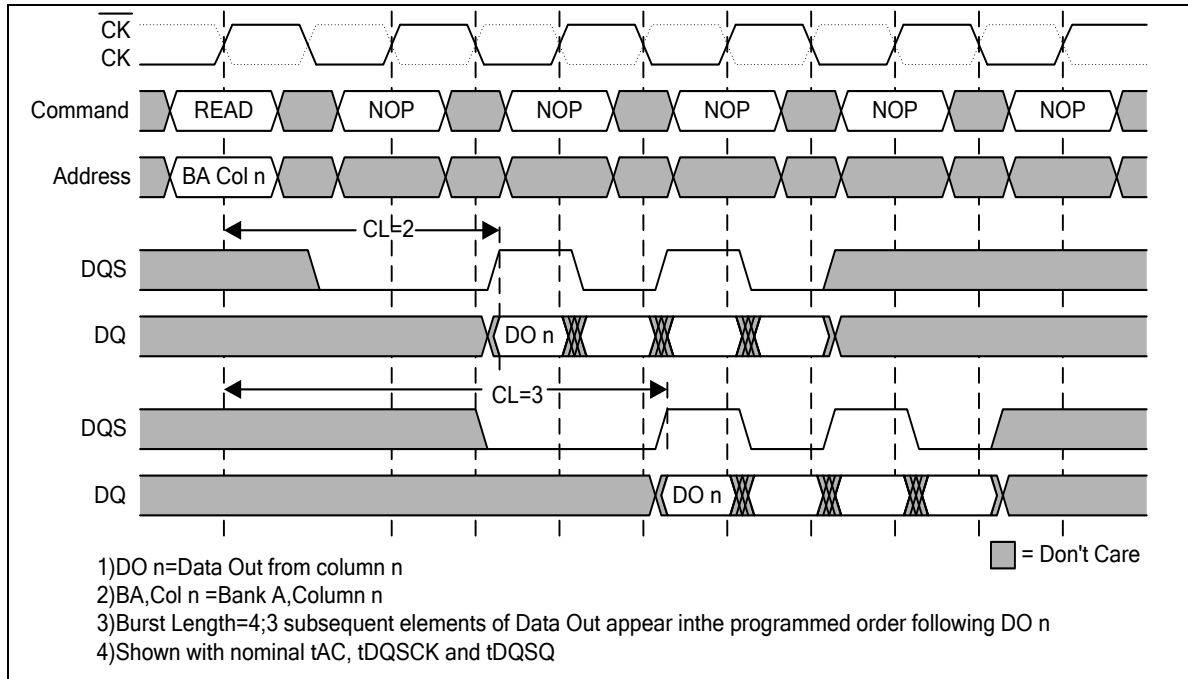 CK
CK
Command READ NOP NOP NOP NOP NOP
Address BA Col n
CL=2
DQS
DQ DO n
CL=3
DQS
DQ DO n
= Don't Care
1)DO n=Data Out from column n
2)BA,Col n =Bank A,Column n
3)Burst Length=4;3 subsequent elements of Data Out appear inthe programmed order following DO n
4)Shown with nominal tAC, tDQSCK and tDQSQ